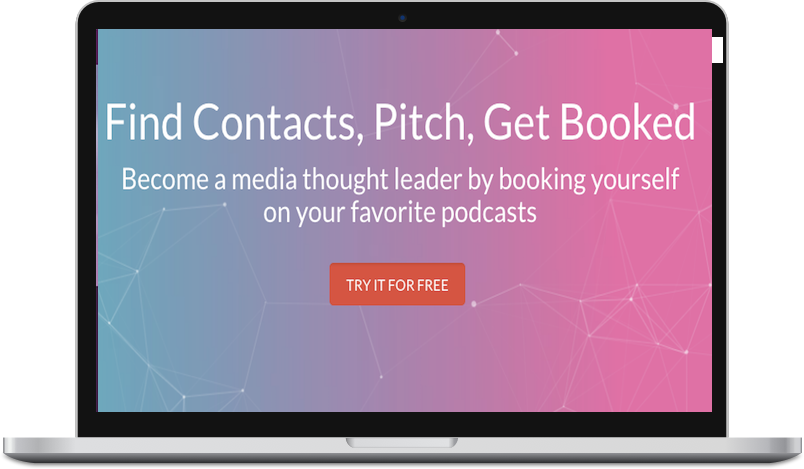 Find Contacts, Pitch, Get Booked
Become a media thought leader by booking yourself
on your favorite podcasts
TRY IT FOR FREE